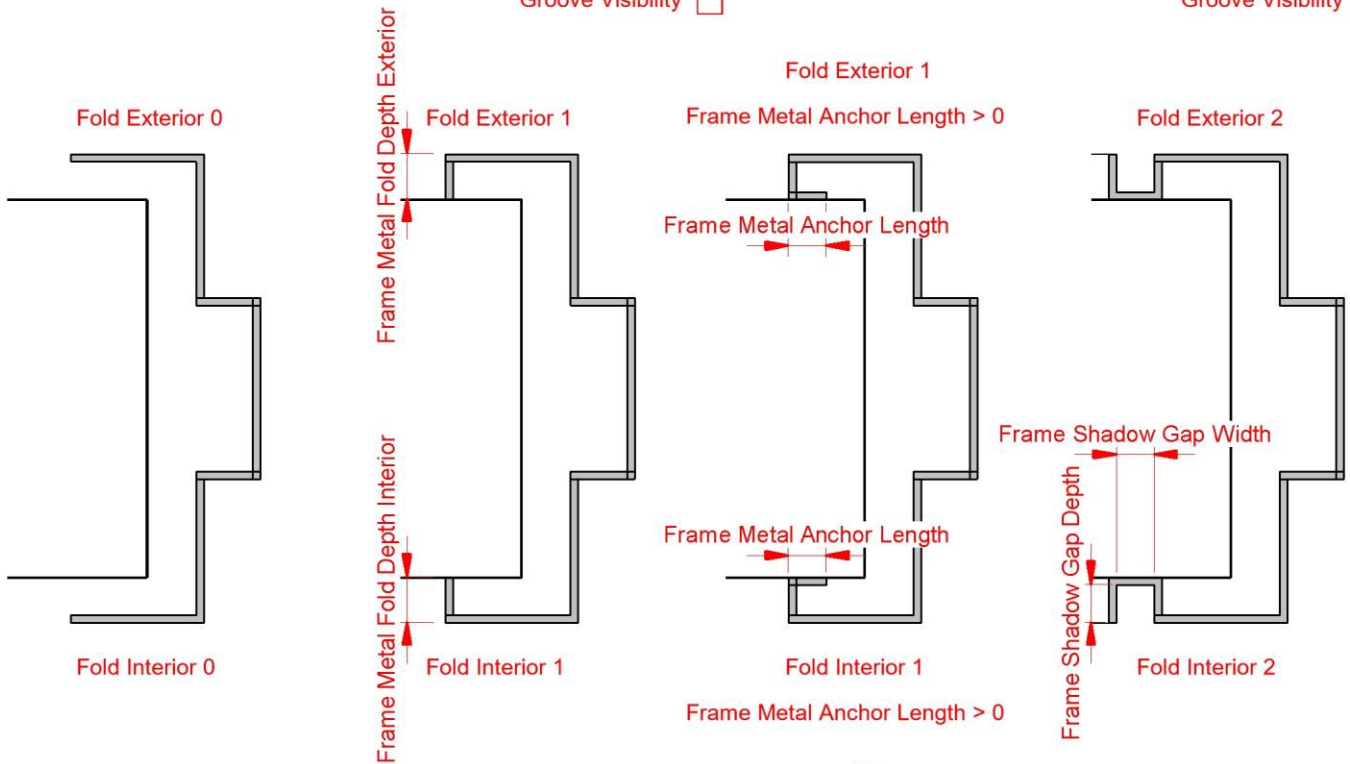 Groove Visibility
Groove Visibility
Fold Exterior 1
Frame Metal Anchor Length > 0
Fold Exterior 0
Fold Exterior 1
Fold Exterior 2
Frame Metal Fold Depth Exterior
Frame Metal Anchor Length
Frame Shadow Gap Width
Frame Metal Anchor Length
Frame Metal Fold Depth Interior
Frame Shadow Gap Depth
Fold Interior 0
Fold Interior 1
Fold Interior 1
Fold Interior 2
Frame Metal Anchor Length > 0